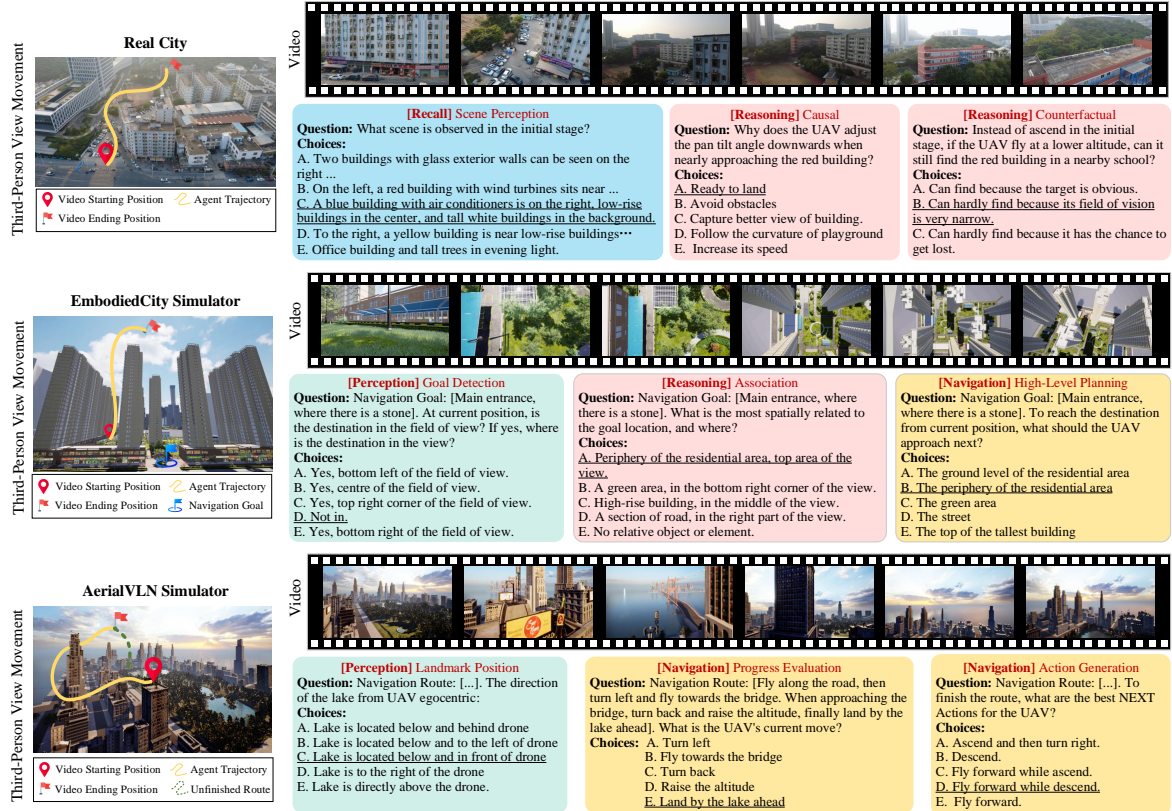 Third-Person View Movement
Real City
Video Starting Position
Agent Trajectory
Video Ending Position
Video
[Recall] Scene Perception
Question: What scene is observed in the initial stage?
Choices:
A. Two buildings with glass exterior walls can be seen on the
right ...
B. On the left, a red building with wind turbines sits near ...
C. A blue building with air conditioners is on the right, low-rise
buildings in the center, and tall white buildings in the background.
D. To the right, a yellow building is near low-rise buildings···
E. Office building and tall trees in evening light.
[Reasoning] Causal
Question: Why does the UAV adjust
the pan tilt angle downwards when
nearly approaching the red building?
Choices:
A. Ready to land
B. Avoid obstacles
C. Capture better view of building.
D. Follow the curvature of playground
E. Increase its speed
[Reasoning] Counterfactual
Question: Instead of ascend in the initial
stage, if the UAV fly at a lower altitude, can it
still find the red building in a nearby school?
Choices:
A. Can find because the target is obvious.
B. Can hardly find because its field of vision
is very narrow.
C. Can hardly find because it has the chance to
get lost.
Third-Person View Movement
EmbodiedCity Simulator
Video Starting Position
Agent Trajectory
Video Ending Position
Navigation Goal
Video
[Perception] Goal Detection
Question: Navigation Goal: [Main entrance,
where there is a stone]. At current position, is
the destination in the field of view? If yes, where
is the destination in the view?
Choices:
A. Yes, bottom left of the field of view.
B. Yes, centre of the field of view.
C. Yes, top right corner of the field of view.
D. Not in.
E. Yes, bottom right of the field of view.
[Reasoning] Association
Question: Navigation Goal: [Main entrance, where
there is a stone]. What is the most spatially related to
the goal location, and where?
Choices:
A. Periphery of the residential area, top area of the
view.
B. A green area, in the bottom right corner of the view.
C. High-rise building, in the middle of the view.
D. A section of road, in the right part of the view.
E. No relative object or element.
[Navigation] High-Level Planning
Question: Navigation Goal: [Main entrance,
where there is a stone]. To reach the destination
from current position, what should the UAV
approach next?
Choices:
A. The ground level of the residential area
B. The periphery of the residential area
C. The green area
D. The street
E. The top of the tallest building
Third-Person View Movement
AerialVLN Simulator
Video Starting Position
Agent Trajectory
Video Ending Position
Unfinished Route
Video
[Perception] Landmark Position
Question: Navigation Route: [...]. The direction
of the lake from UAV egocentric:
Choices:
A. Lake is located below and behind drone
B. Lake is located below and to the left of drone
C. Lake is located below and in front of drone
D. Lake is to the right of the drone
E. Lake is directly above the drone.
[Navigation] Progress Evaluation
Question: Navigation Route: [Fly along the road, then
turn left and fly towards the bridge. When approaching the
bridge, turn back and raise the altitude, finally land by the
lake ahead]. What is the UAV's current move?
Choices: A. Turn left
B. Fly towards the bridge
C. Turn back
D. Raise the altitude
E. Land by the lake ahead
[Navigation] Action Generation
Question: Navigation Route: [...]. To
finish the route, what are the best NEXT
Actions for the UAV?
Choices:
A. Ascend and then turn right.
B. Descend.
C. Fly forward while ascend.
D. Fly forward while descend.
E. Fly forward.